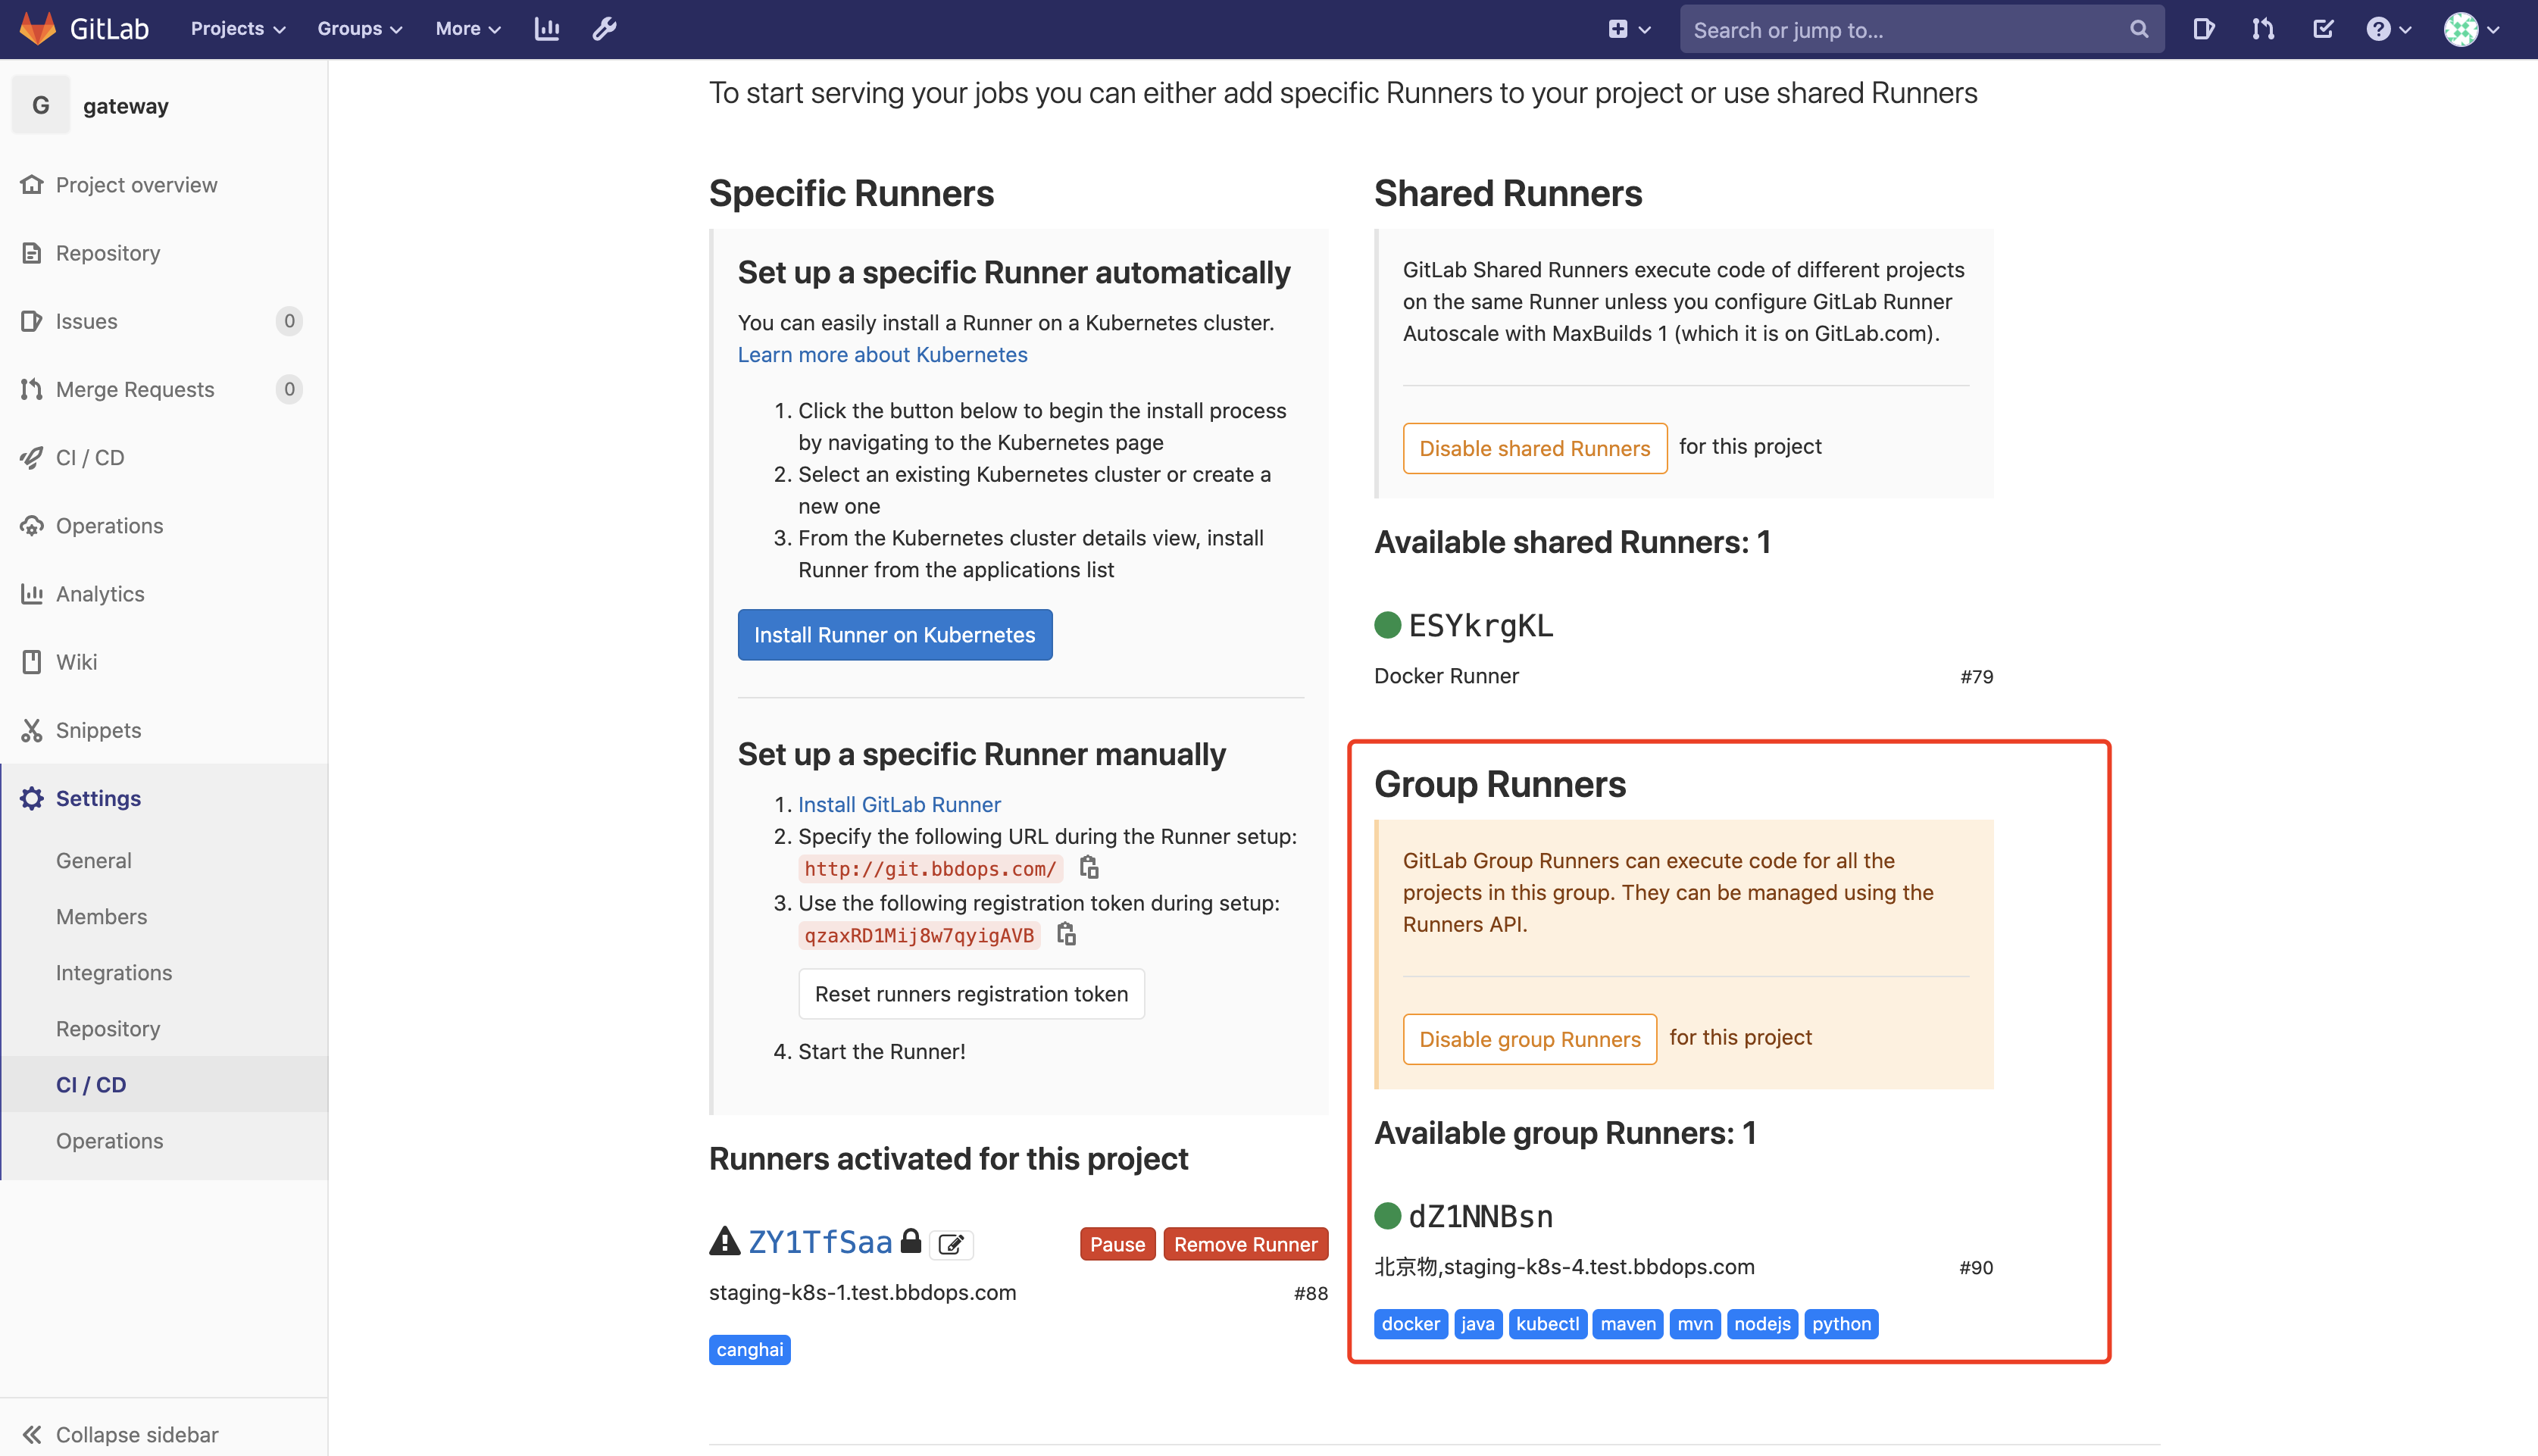 GitLab
Projects
Groups
More
Search or jump to...
G
gateway
Project overview
Repository
Issues
0
Merge Requests
0
CI / CD
Operations
Analytics
Wiki
Snippets
Settings
General
Members
Integrations
Repository
CI / CD
Operations
Collapse sidebar
To start serving your jobs you can either add specific Runners to your project or use shared Runners
Specific Runners
Set up a specific Runner automatically
You can easily install a Runner on a Kubernetes cluster.
Learn more about Kubernetes
1. Click the button below to begin the install process
by navigating to the Kubernetes page
2. Select an existing Kubernetes cluster or create a
new one
3. From the Kubernetes cluster details view, install
Runner from the applications list
Install Runner on Kubernetes
Set up a specific Runner manually
1. Install GitLab Runner
2. Specify the following URL during the Runner setup:
http://git.bbdops.com/
3. Use the following registration token during setup:
qzaxRD1Mij8w7qyigAVB
Reset runners registration token
4. Start the Runner!
Runners activated for this project
ZY1TfSaa
Pause
Remove Runner
staging-k8s-1.test.bbdops.com
#88
canghai
Shared Runners
GitLab Shared Runners execute code of different projects
on the same Runner unless you configure GitLab Runner
Autoscale with MaxBuilds 1 (which it is on GitLab.com).
Disable shared Runners for this project
Available shared Runners: 1
ESYkrgKL
Docker Runner
#79
Group Runners
GitLab Group Runners can execute code for all the
projects in this group. They can be managed using the
Runners API.
Disable group Runners for this project
Available group Runners: 1
dZ1NNBsn
北京物,staging-k8s-4.test.bbdops.com
#90
docker java kubectl maven mvn nodejs python